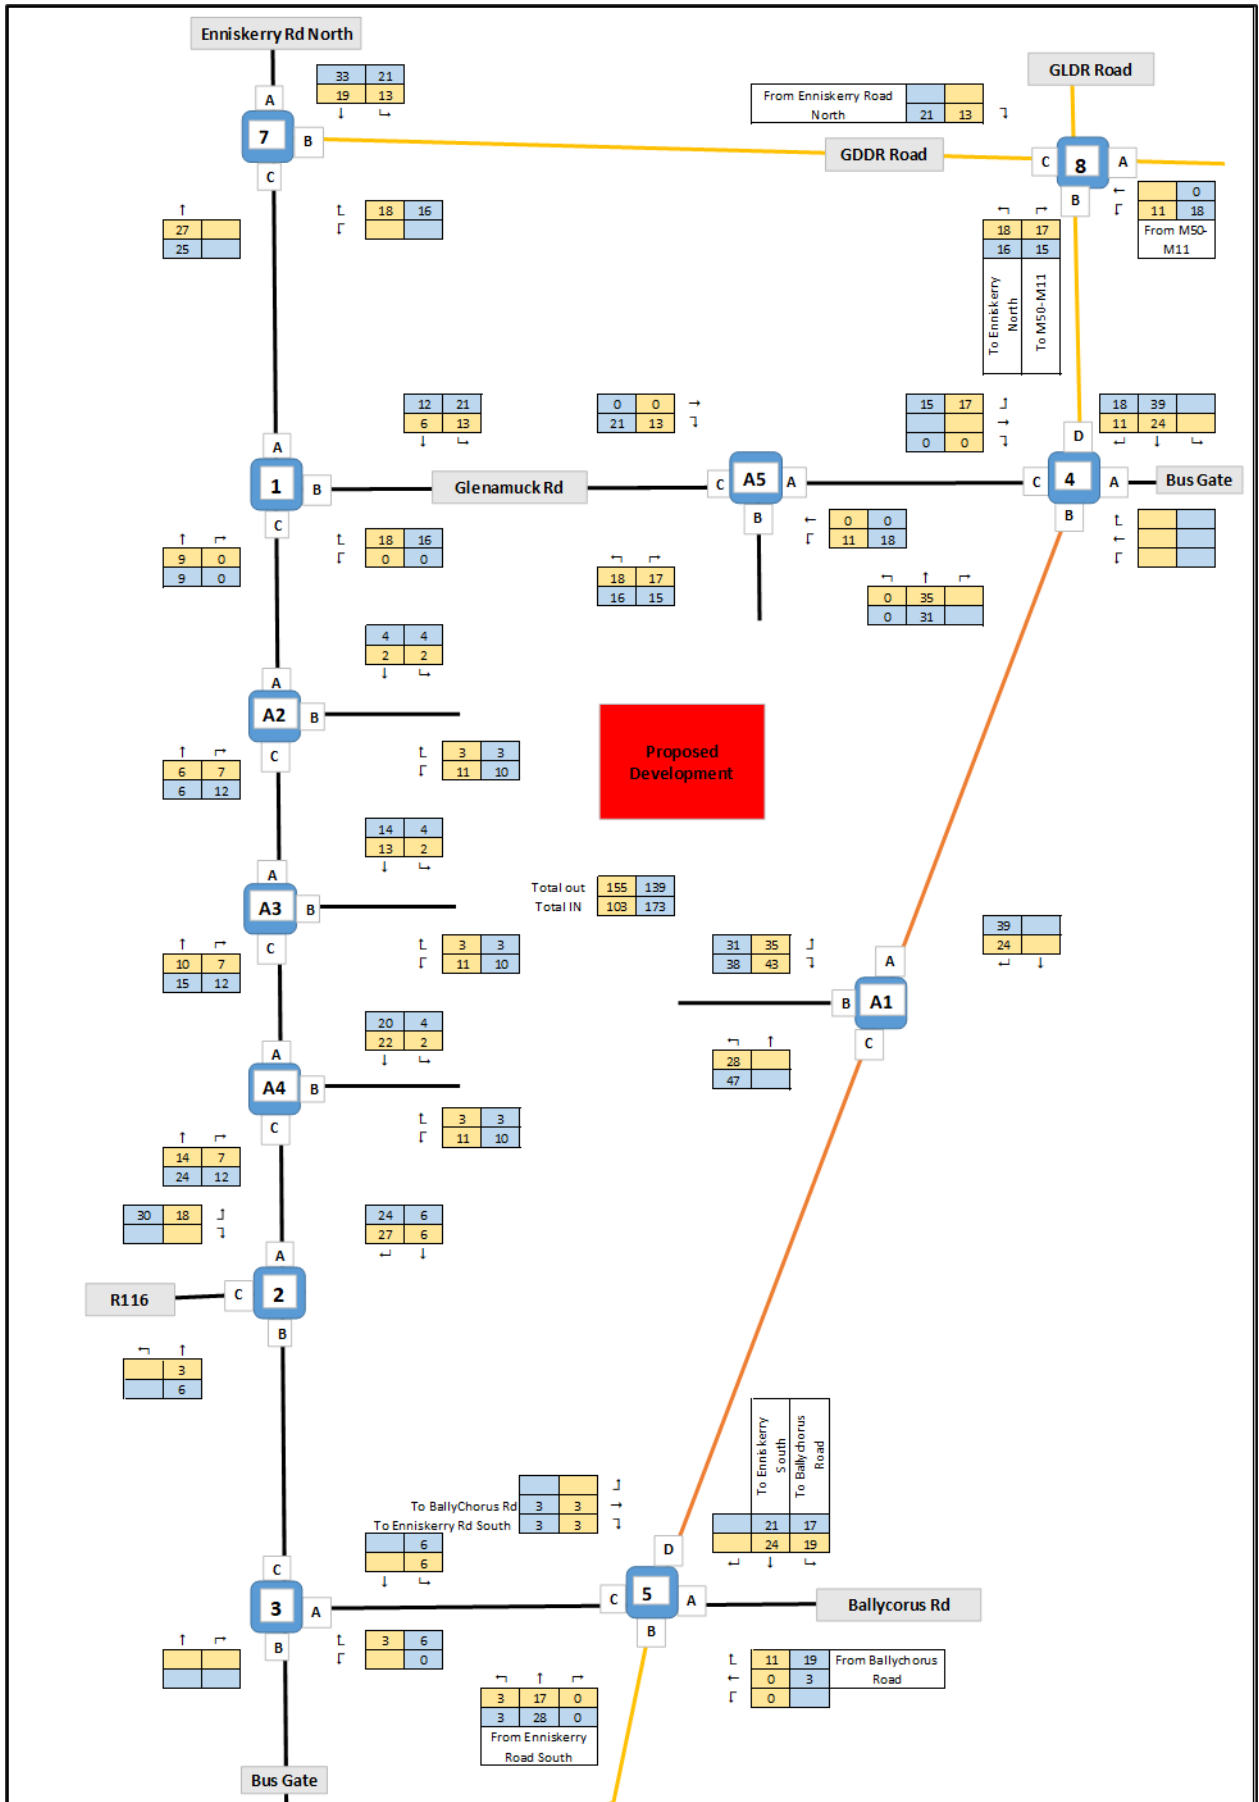 Enniskerry Rd North
33 21
19 13
↓ ↳
A
7
B
C
GLDR Road
From Enniskerry Road
North
21 13
GDDR Road
C
8
A
B
0
11 18
From M50-
M11
18 17
16 15
To Enniskerry
North
To M50-M11
↑
27
25
18 16
12 21
6 13
0 0
21 13
15 17
0 0
18 39
11 24
A
1
B
C
Glenamuck Rd
C
A5
A
B
D
C
4
A
B
Bus Gate
9 0
9 0
18 16
0 0
18 17
16 15
0 0
11 18
0 35
0 31
4 4
2 2
A
A2
B
C
6 7
6 12
3 3
11 10
Proposed
Development
14 4
13 2
A
A3
B
C
Total out 155 139
Total IN 103 173
10 7
15 12
3 3
11 10
31 35
38 43
39
24
A
B
A1
C
28
47
20 4
22 2
A
A4
B
C
14 7
24 12
3 3
11 10
30 18
24 6
27 6
A
R116
C
2
B
3
6
To Enniskerry
South
To Ballychorus
Road
21 17
24 19
To BallyChorus Rd 3 3
To Enniskerry Rd South 3 3
6
6
C
3
A
B
D
C
5
A
B
Ballycorus Rd
3 6
0
3 17 0
3 28 0
From Enniskerry
Road South
11 19 From Ballychorus
0 3 Road
0
Bus Gate